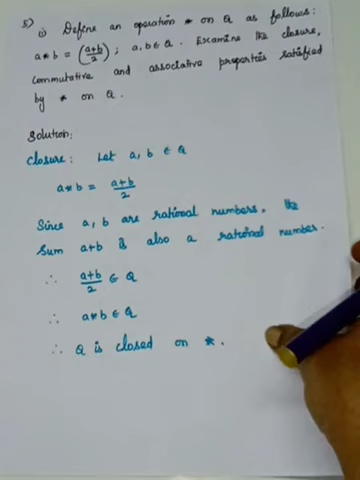 5) i) Define an operation * on Q as follows:
a * b = (a+b/2) ; a, b ∈ Q. Examine the closure,
commutative and associative properties satisfied
by * on Q.
Solution:
Closure: Let a, b ∈ Q
a * b = a+b/2
Since a, b are rational numbers, the
Sum a+b is also a rational number.
∴ a+b/2 ∈ Q
∴ a*b ∈ Q
∴ Q is closed on *.